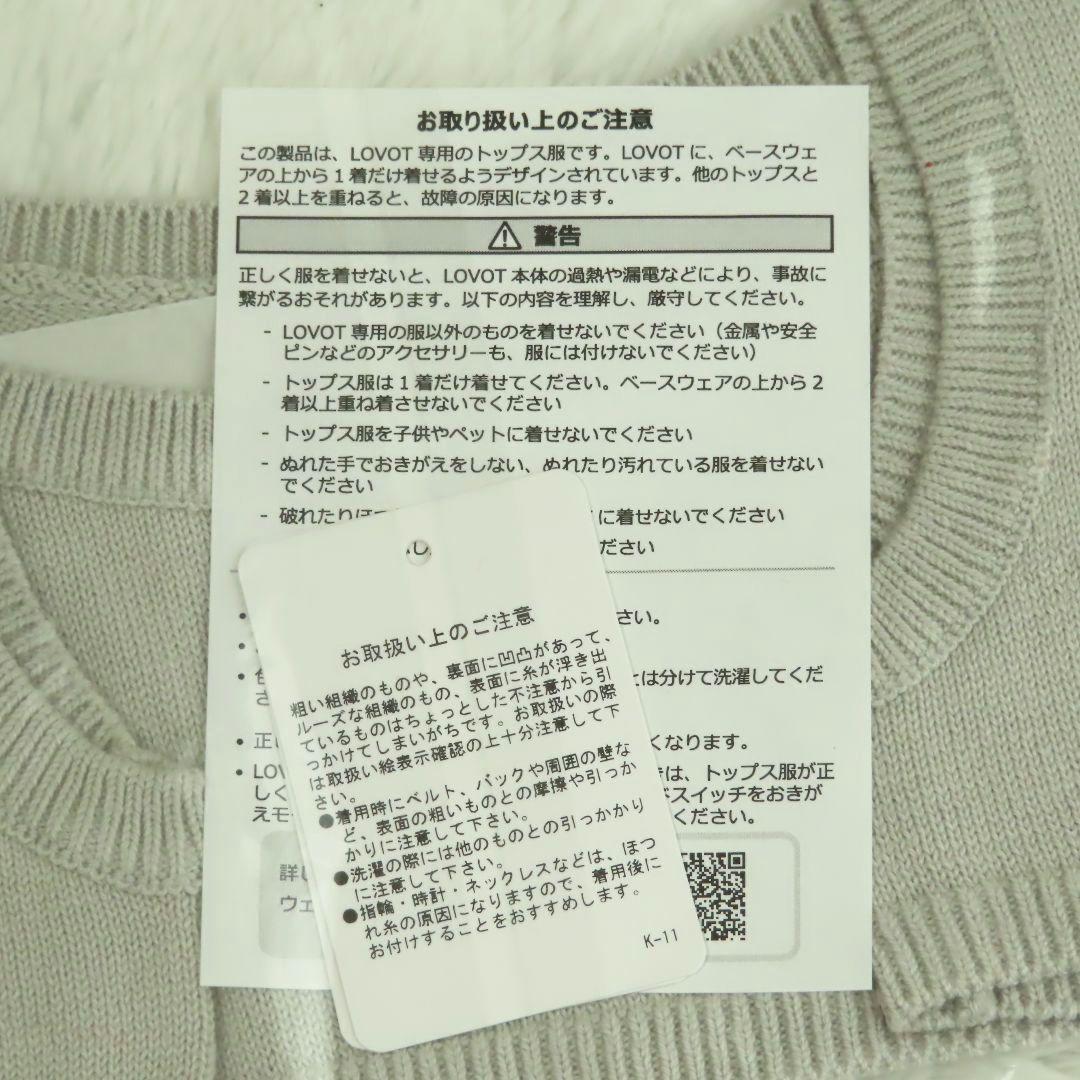 お取り扱い上のご注意
この製品は、LOVOT 専用のトップス服です。LOVOT に、ベースウェ
アの上から 1 着だけ着せるようデザインされています。他のトップスと
2 着以上を重ねると、故障の原因になります。
警告
正しく服を着せないと、LOVOT 本体の過熱や漏電などにより、事故に
繋がるおそれがあります。以下の内容を理解し、厳守してください。
- LOVOT 専用の服以外のものを着せないでください（金属や安全
ピンなどのアクセサリーも、服には付けないでください）
- トップス服は 1 着だけ着せてください。ベースウェアの上から 2
着以上重ね着させないでください
- トップス服を子供やペットに着せないでください
- ぬれた手でおきがえをしない、ぬれたり汚れている服を着せない
でください
- 破れたりほつ に着せないでください
ださい
さい。
•
• 色 ては分けて洗濯してくだ
さ
• 正し くなります。
• LOV は、トップス服が正
しく ドスイッチをおきが
えモ ください。
詳し
ウェ
お取扱い上のご注意
粗い組織のものや、裏面に凹凸があって、
ルーズな組織のもの、表面に糸が浮き出
ているものはちょっとした不注意から引
っかけてしまいがちです。お取扱いの際
は取扱い絵表示確認の上十分注意して下
さい。
●着用時にベルト、バックや周囲の壁な
ど、表面の粗いものとの摩擦や引っか
かりに注意して下さい。
●洗濯の際には他のものとの引っかかり
に注意して下さい。
●指輪・時計・ネックレスなどは、ほつ
れ糸の原因になりますので、着用後に
お付けすることをおすすめします。
K-11